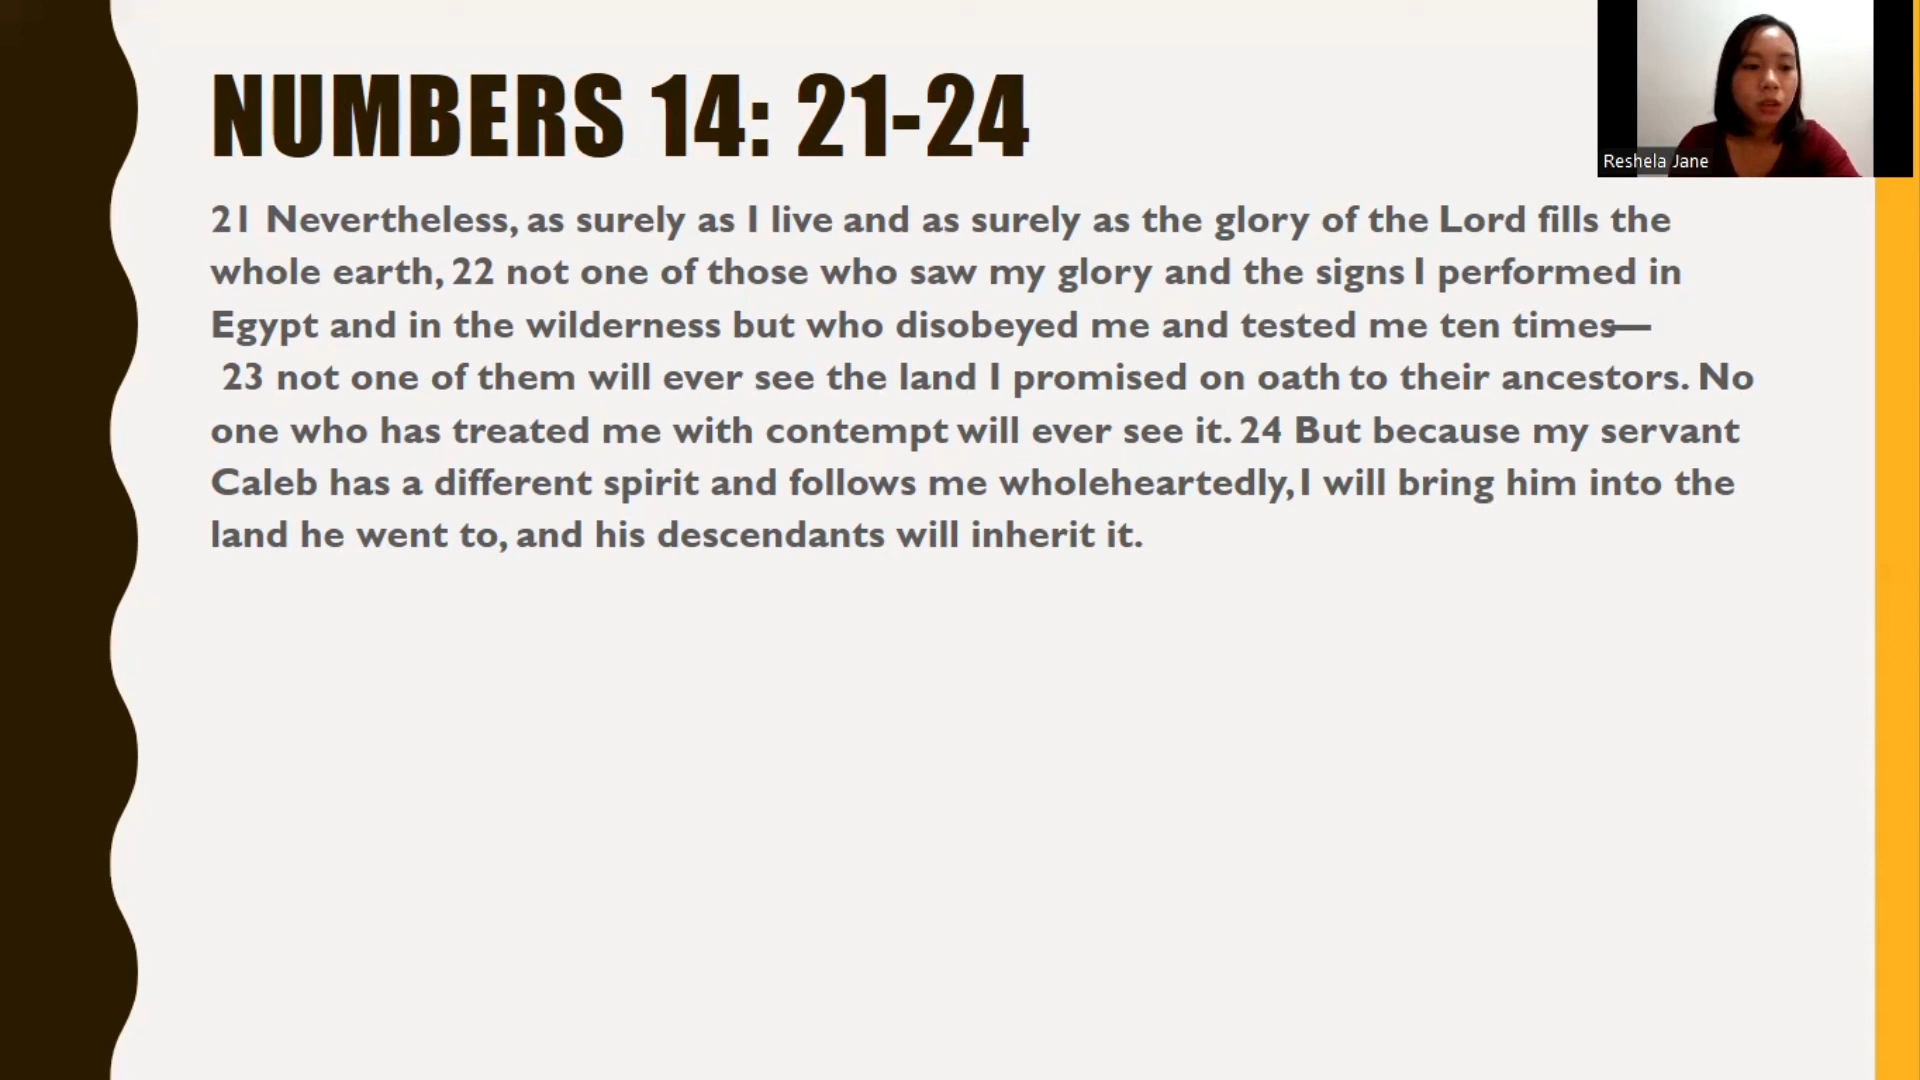 NUMBERS 14: 21-24
Reshela Jane
21 Nevertheless, as surely as I live and as surely as the glory of the Lord fills the
whole earth, 22 not one of those who saw my glory and the signs I performed in
Egypt and in the wilderness but who disobeyed me and tested me ten times—
23 not one of them will ever see the land I promised on oath to their ancestors. No
one who has treated me with contempt will ever see it. 24 But because my servant
Caleb has a different spirit and follows me wholeheartedly, I will bring him into the
land he went to, and his descendants will inherit it.